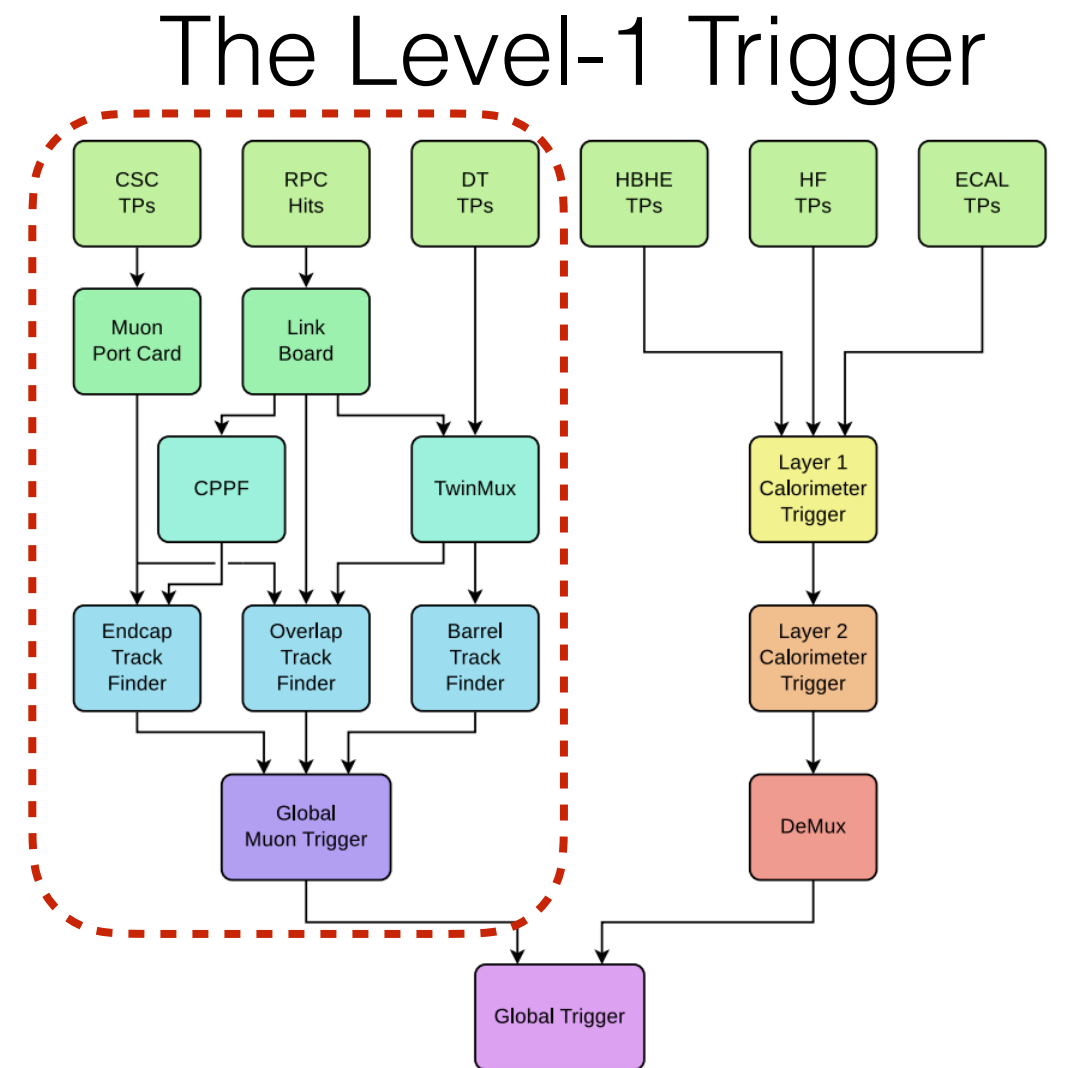 The Level-1 Trigger
CSC
TPs
RPC
Hits
DT
TPs
HBHE
TPs
HF
TPs
ECAL
TPs
Muon
Port Card
Link
Board
CPPF
TwinMux
Layer 1
Calorimeter
Trigger
Endcap
Track
Finder
Overlap
Track
Finder
Barrel
Track
Finder
Layer 2
Calorimeter
Trigger
Global
Muon Trigger
DeMux
Global Trigger